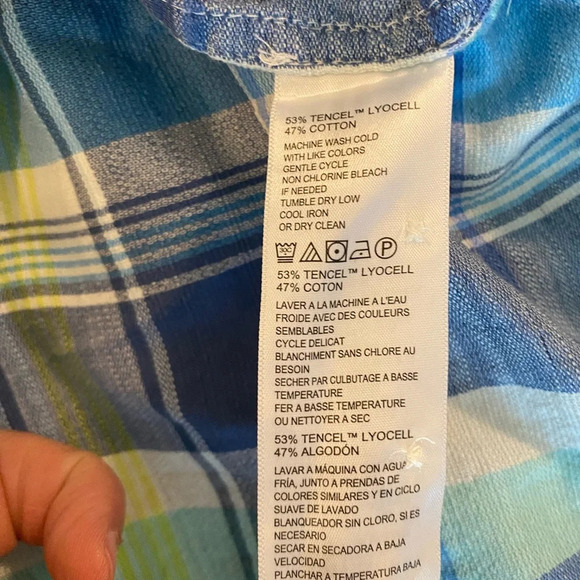 53% TENCEL™ LYOCELL
47% COTTON
MACHINE WASH COLD
WITH LIKE COLORS
GENTLE CYCLE
NON CHLORINE BLEACH
IF NEEDED
TUMBLE DRY LOW
COOL IRON
OR DRY CLEAN
30C P
53% TENCEL™ LYOCELL
47% COTON
LAVER A LA MACHINE A L'EAU
FROIDE AVEC DES COULEURS
SEMBLABLES
CYCLE DELICAT
BLANCHIMENT SANS CHLORE AU
BESOIN
SECHER PAR CULBUTAGE A BASSE
TEMPERATURE
FER A BASSE TEMPERATURE
OU NETTOYER A SEC
53% TENCEL™ LYOCELL
47% ALGODÓN
LAVAR A MÁQUINA CON AGUA
FRÍA, JUNTO A PRENDAS DE
COLORES SIMILARES Y EN CICLO
SUAVE DE LAVADO
BLANQUEADOR SIN CLORO, SI ES
NECESARIO
SECAR EN SECADORA A BAJA
VELOCIDAD
PLANCHAR A TEMPERATURA BAJA